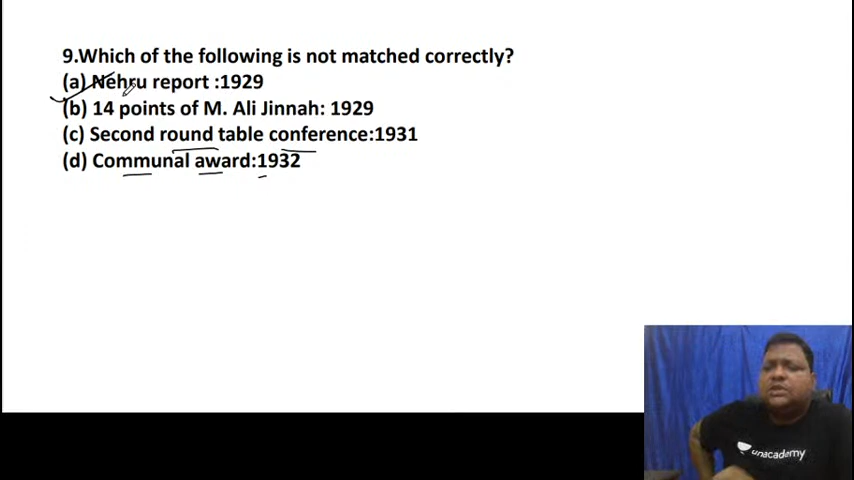 9.Which of the following is not matched correctly?
(a) Nehru report :1929
(b) 14 points of M. Ali Jinnah: 1929
(c) Second round table conference:1931
(d) Communal award:1932
unacademy